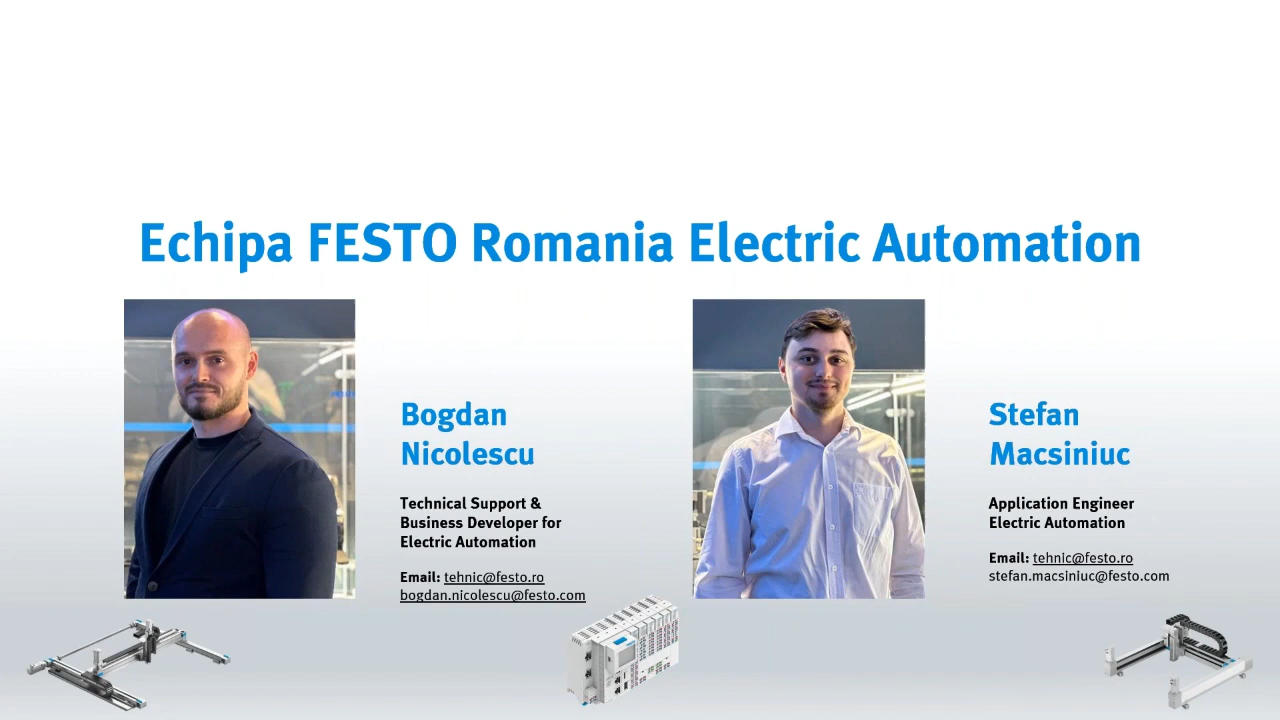 Echipa FESTO Romania Electric Automation
Bogdan
Nicolescu
Technical Support &
Business Developer for
Electric Automation
Email: tehnic@festo.ro
bogdan.nicolescu@festo.com
Stefan
Macsiniuc
Application Engineer
Electric Automation
Email: tehnic@festo.ro
stefan.macsiniuc@festo.com